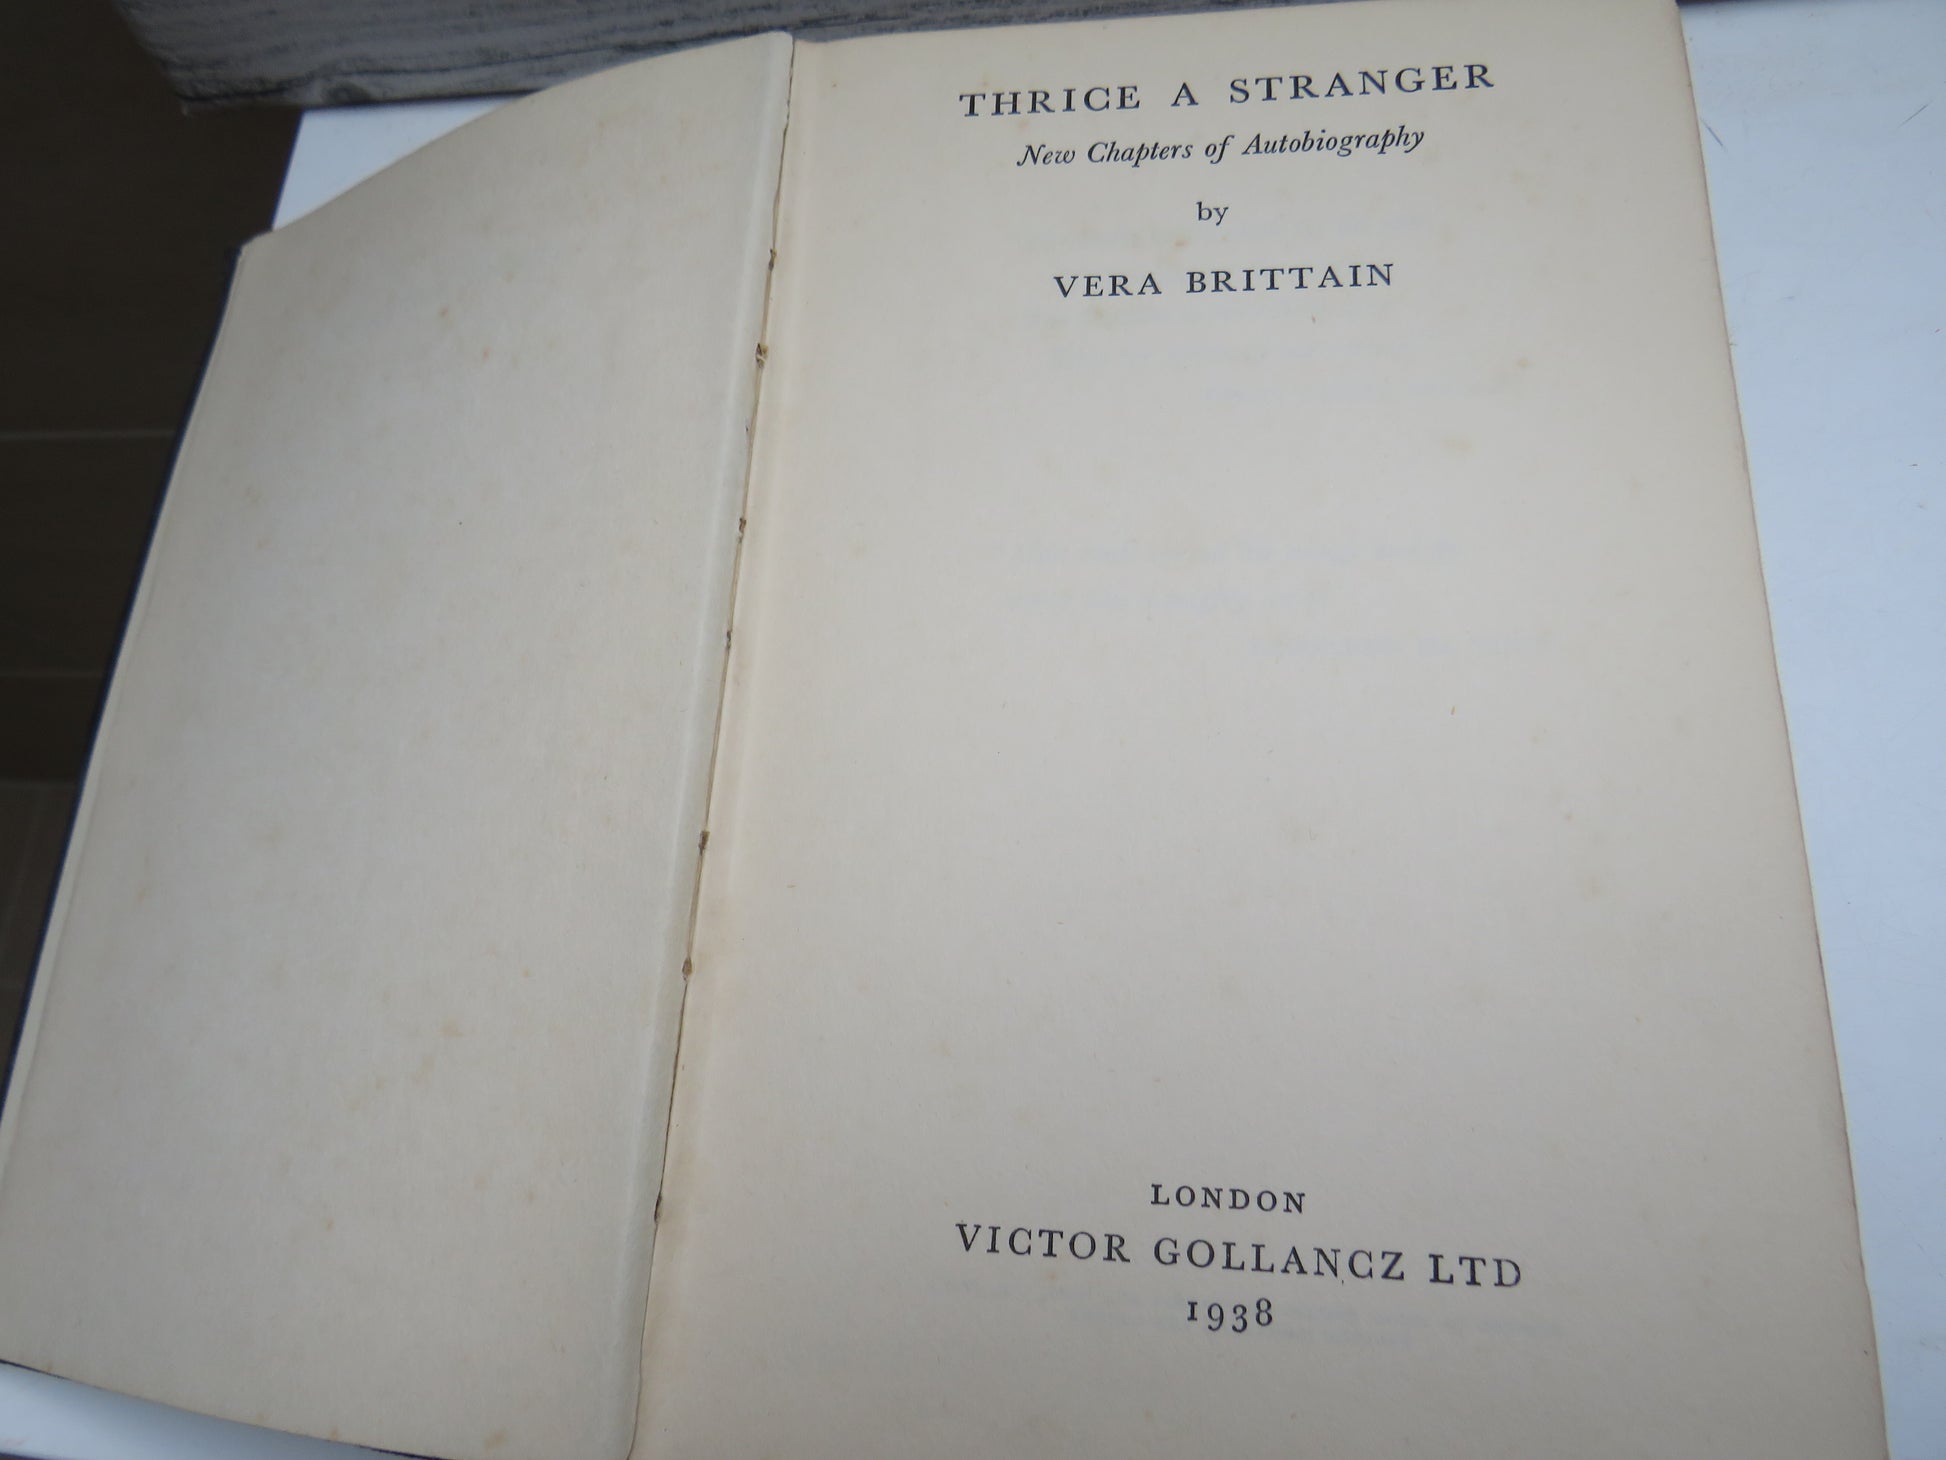 THRICE A STRANGER
New Chapters of Autobiography
by
VERA BRITTAIN
LONDON
VICTOR GOLLANCZ LTD
1938